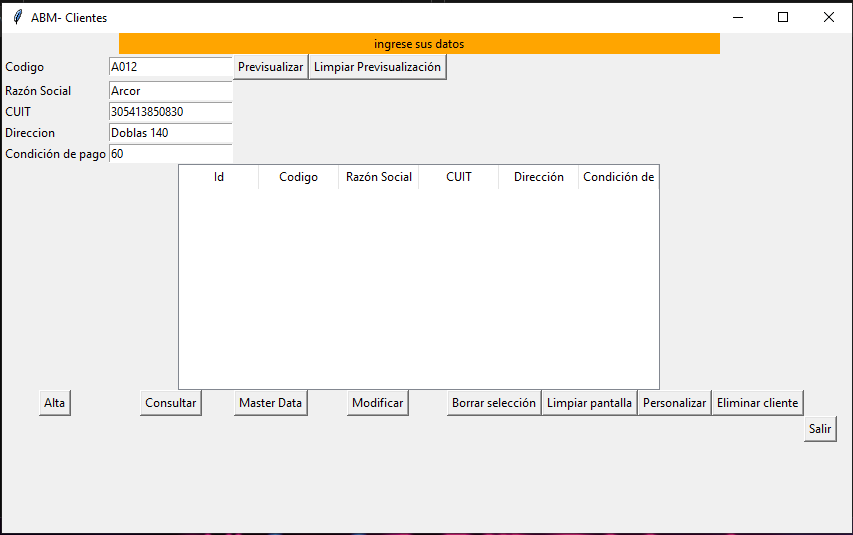 ABM- Clientes
ingrese sus datos
Codigo A012 Previsualizar Limpiar Previsualización
Razón Social Arcor
CUIT 305413850830
Direccion Doblas 140
Condición de pago 60
Id Codigo Razón Social CUIT Dirección Condición de
Alta Consultar Master Data Modificar Borrar selección Limpiar pantalla Personalizar Eliminar cliente
Salir